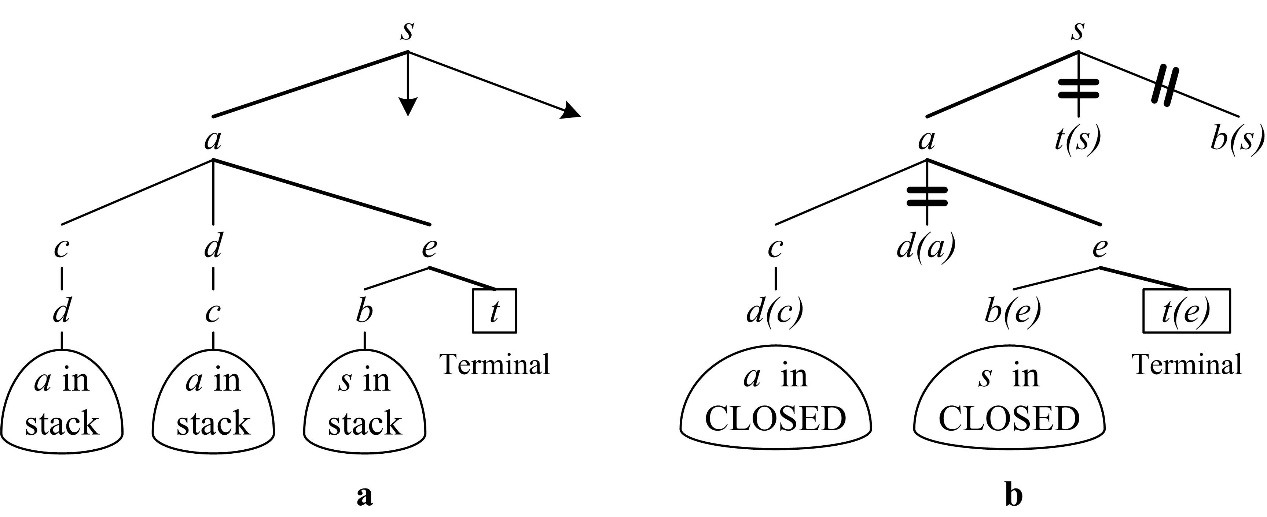 s
s
a
a
t(s)
b(s)
c
d
e
c
d(a)
e
d
c
b
t
d(c)
b(e)
t(e)
Terminal
Terminal
a in
stack
a in
stack
s in
stack
a in
CLOSED
s in
CLOSED
a
b